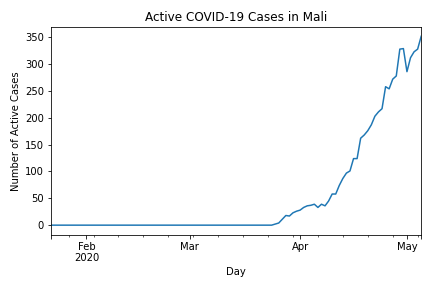 Active COVID-19 Cases in Mali
350
300
250
200
150
100
50
0
Number of Active Cases
Feb
2020
Mar
Apr
May
Day